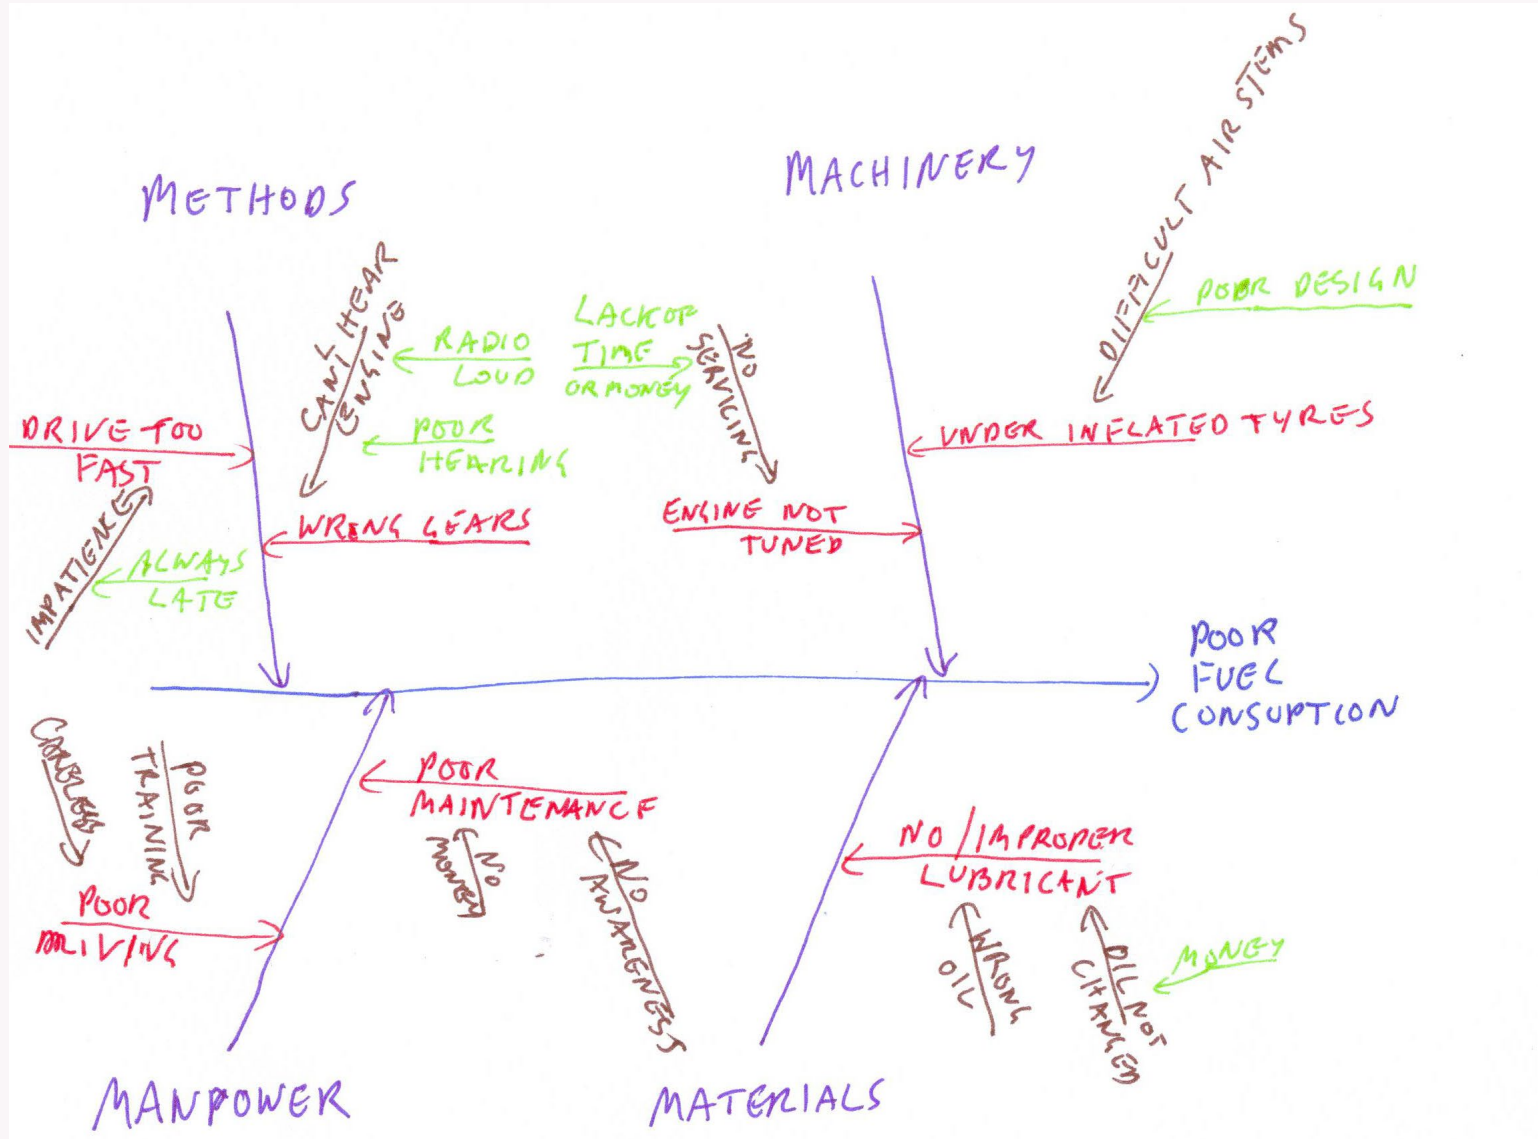 METHODS
MACHINERY
DIFFICULT AIR STEMS
POOR DESIGN
CANT HEAR
ENGINE
RADIO
LOUD
POOR
HEARING
LACK OF
TIME
OR MONEY
NO
SERVICING
DRIVE TOO
FAST
IMPATIENCE
ALWAYS
LATE
WRONG GEARS
ENGINE NOT
TUNED
UNDER INFLATED TYRES
POOR
FUEL
CONSUPTION
CARELESS
POOR
TRAINING
POOR
DRIVING
POOR
MAINTENANCE
NO
MONEY
NO
AWARENESS
NO/IMPROPER
LUBRICANT
WRONG
OIL
OIL NOT
CHANGED
MONEY
MANPOWER
MATERIALS